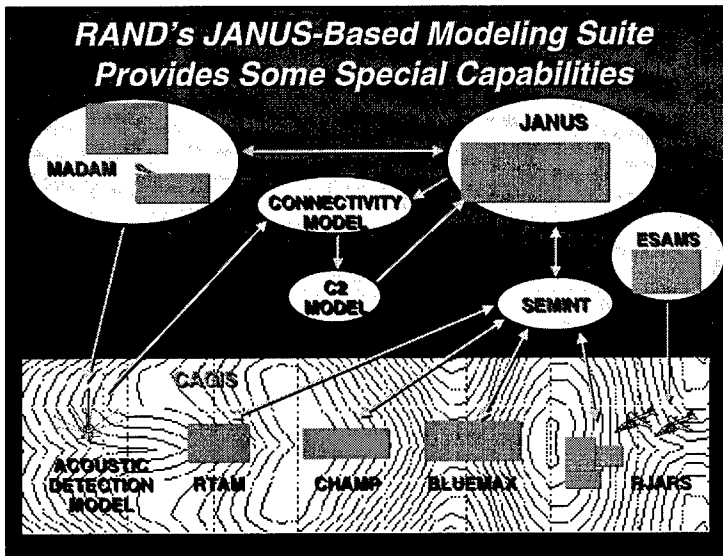 RAND's JANUS-Based Modeling Suite
Provides Some Special Capabilities
JANUS
MADAM
CONNECTIVITY
MODEL
ESAMS
C2
MODEL
SEMINT
CAGIS
ACOUSTIC
DETECTION
MODEL
RTAM
CHAMP
BLUEMAX
RJARS